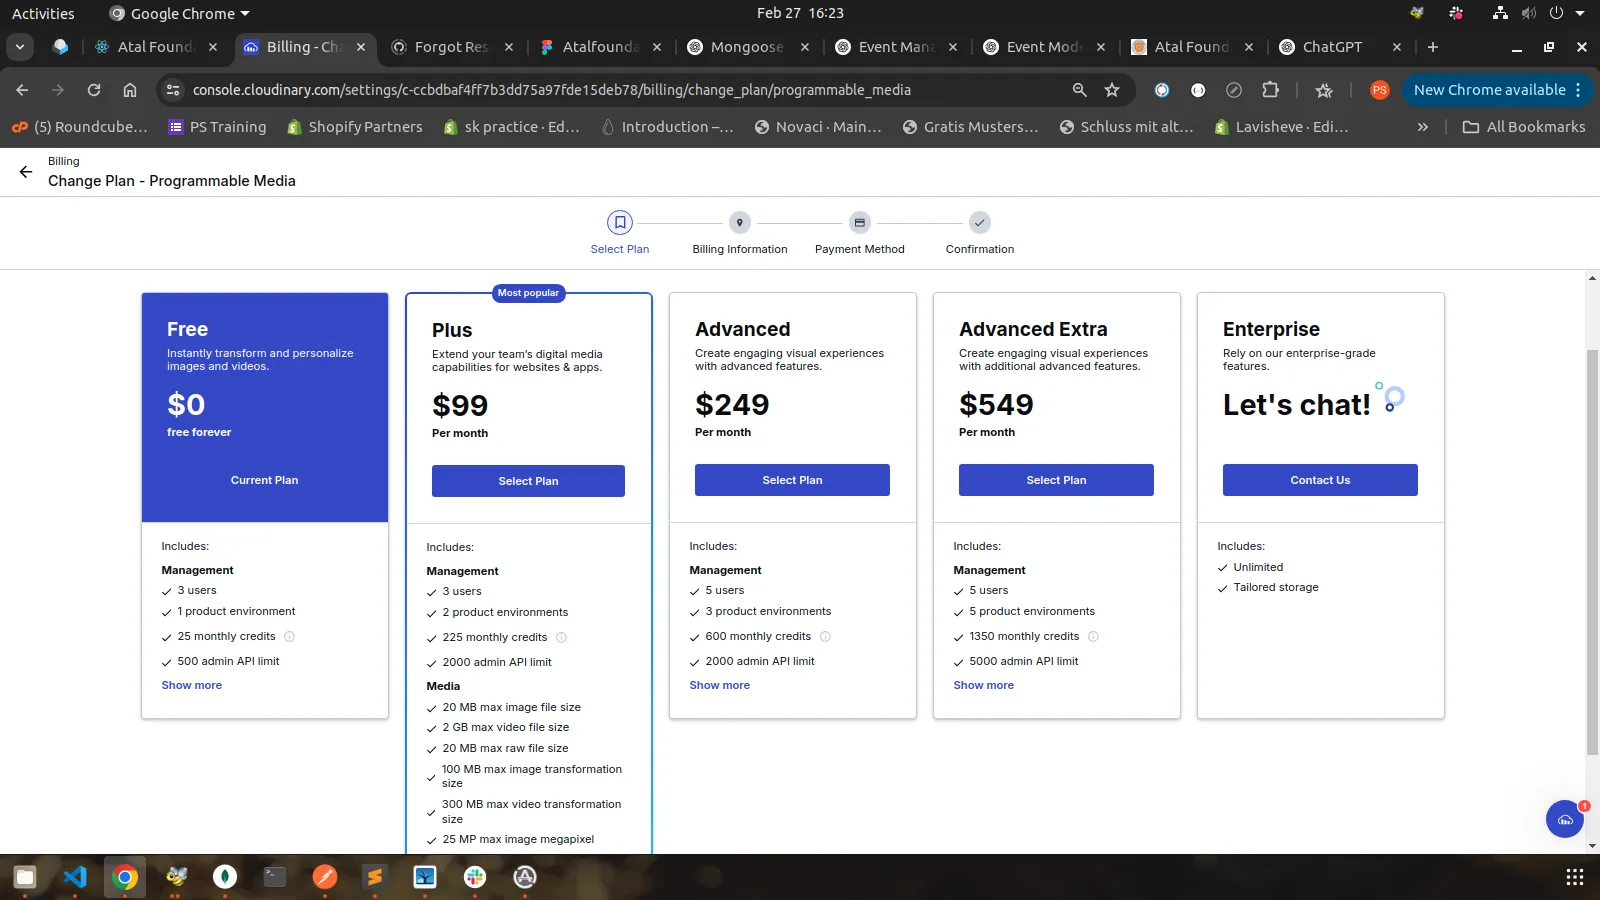 Activities
Google Chrome
Feb 27 16:23
Atal Found
Billing - Ch
Forgot Res
Atalfounda
Mongoose
Event Mana
Event Mode
Atal Found
ChatGPT
console.cloudinary.com/settings/c-ccbdbaf4ff7b3dd75a97fde15deb78/billing/change_plan/programmable_media
PS
New Chrome available
(5) Roundcube…
PS Training
Shopify Partners
sk practice · Ed…
Introduction –…
Novaci · Main…
Gratis Musters…
Schluss mit alt…
Lavisheve · Edi…
»
All Bookmarks
Billing
Change Plan - Programmable Media
Select Plan
Billing Information
Payment Method
Confirmation
Free
Instantly transform and personalize
images and videos.
$0
free forever
Current Plan
Includes:
Management
3 users
1 product environment
25 monthly credits
500 admin API limit
Show more
Most popular
Plus
Extend your team's digital media
capabilities for websites & apps.
$99
Per month
Select Plan
Includes:
Management
3 users
2 product environments
225 monthly credits
2000 admin API limit
Media
20 MB max image file size
2 GB max video file size
20 MB max raw file size
100 MB max image transformation
size
300 MB max video transformation
size
25 MP max image megapixel
Advanced
Create engaging visual experiences
with advanced features.
$249
Per month
Select Plan
Includes:
Management
5 users
3 product environments
600 monthly credits
2000 admin API limit
Show more
Advanced Extra
Create engaging visual experiences
with additional advanced features.
$549
Per month
Select Plan
Includes:
Management
5 users
5 product environments
1350 monthly credits
5000 admin API limit
Show more
Enterprise
Rely on our enterprise-grade
features.
Let's chat!
Contact Us
Includes:
Unlimited
Tailored storage
1